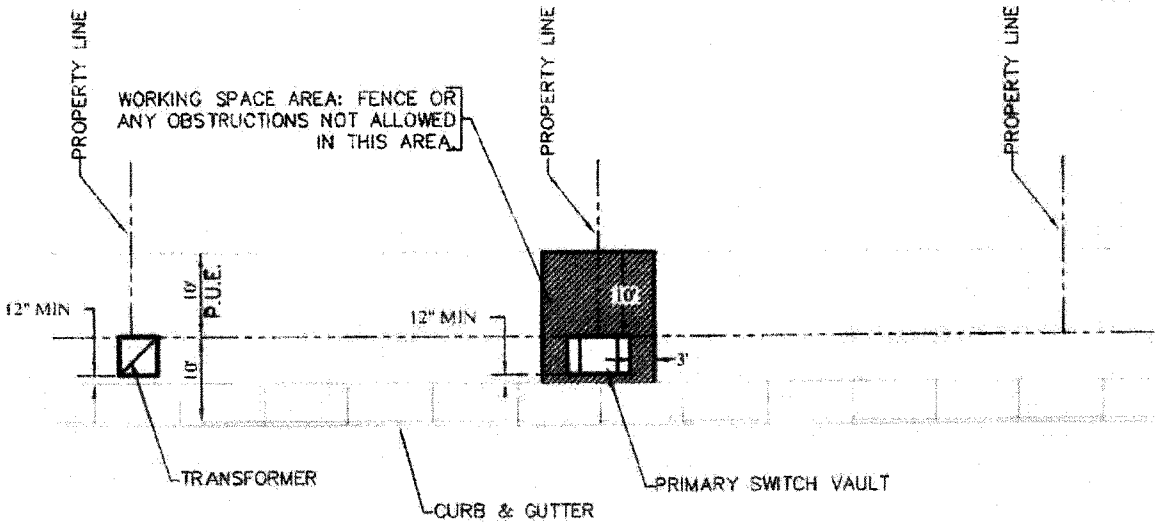 PROPERTY LINE
PROPERTY LINE
PROPERTY LINE
WORKING SPACE AREA: FENCE OR
ANY OBSTRUCTIONS NOT ALLOWED
IN THIS AREA.
10'
P.U.E.
10'
12" MIN
12" MIN
10'
3'
TRANSFORMER
PRIMARY SWITCH VAULT
CURB & GUTTER